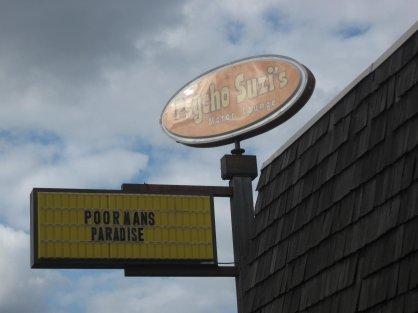 Psycho Suzi's
Motor Lounge
POOR MANS
PARADISE